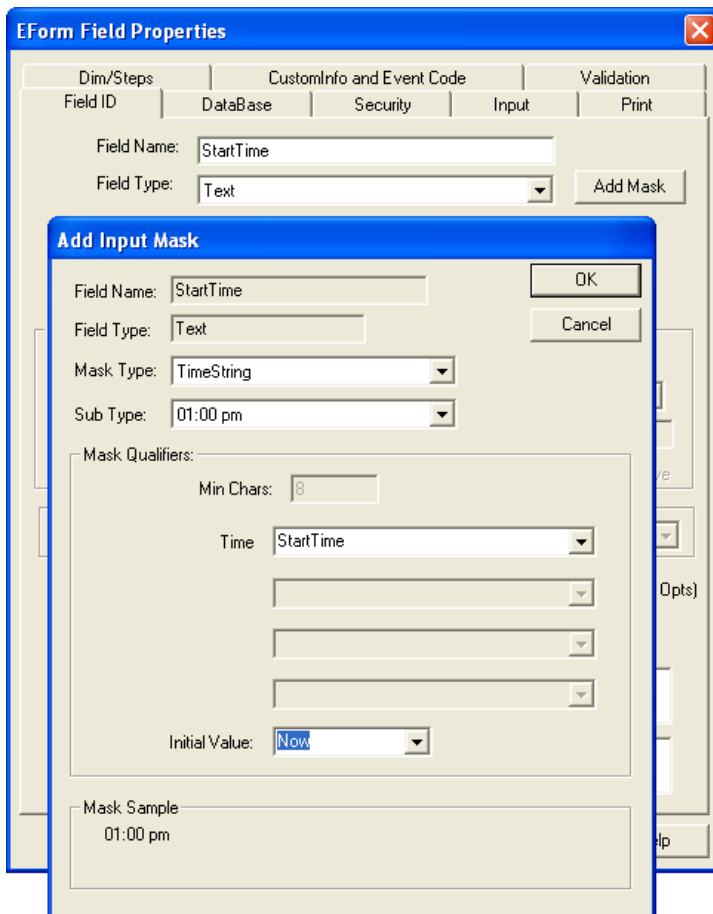 EForm Field Properties
Dim/Steps CustomInfo and Event Code Validation
Field ID DataBase Security Input Print
Field Name: StartTime
Field Type: Text Add Mask
Add Input Mask
Field Name: StartTime OK
Field Type: Text Cancel
Mask Type: TimeString
Sub Type: 01:00 pm
Mask Qualifiers:
ve
Min Chars: 8
Time StartTime
Opts)
Initial Value: Now
Mask Sample
01:00 pm
lp